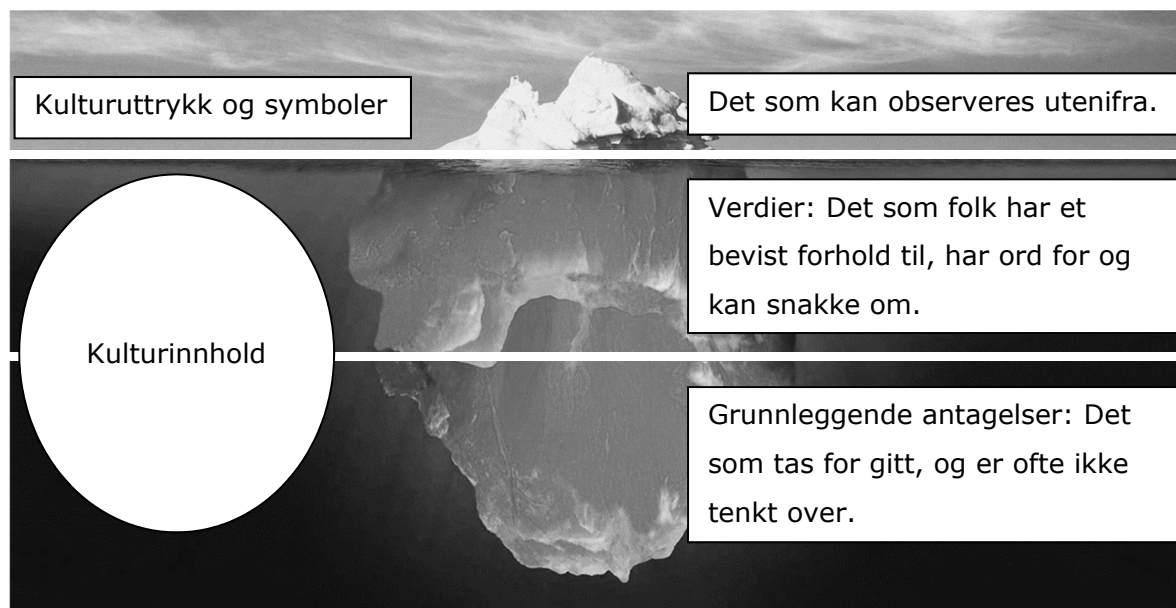 Kulturuttrykk og symboler
Det som kan observeres utenifra.
Verdier: Det som folk har et
bevist forhold til, har ord for og
kan snakke om.
Kulturinnhold
Grunnleggende antagelser: Det
som tas for gitt, og er ofte ikke
tenkt over.